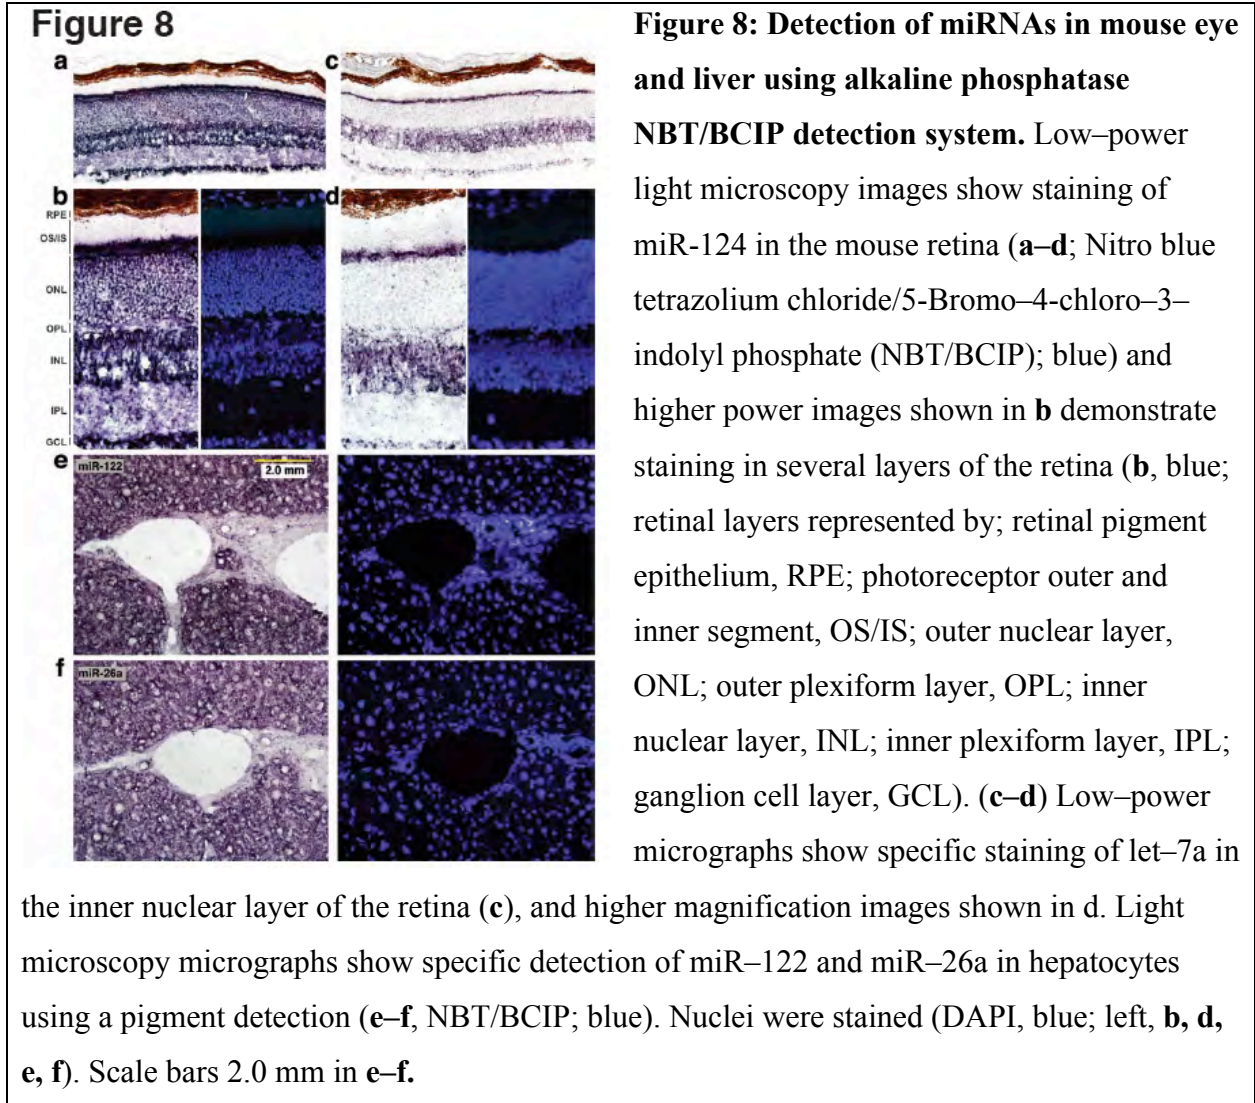 Figure 8
a
c
b
d
RPE
OS/IS
ONL
OPL
INL
IPL
GCL
e
miR-122
2.0 mm
f
miR-26a
Figure 8: Detection of miRNAs in mouse eye
and liver using alkaline phosphatase
NBT/BCIP detection system. Low–power
light microscopy images show staining of
miR-124 in the mouse retina (a–d; Nitro blue
tetrazolium chloride/5-Bromo–4-chloro–3–
indolyl phosphate (NBT/BCIP); blue) and
higher power images shown in b demonstrate
staining in several layers of the retina (b, blue;
retinal layers represented by; retinal pigment
epithelium, RPE; photoreceptor outer and
inner segment, OS/IS; outer nuclear layer,
ONL; outer plexiform layer, OPL; inner
nuclear layer, INL; inner plexiform layer, IPL;
ganglion cell layer, GCL). (c–d) Low–power
micrographs show specific staining of let–7a in
the inner nuclear layer of the retina (c), and higher magnification images shown in d. Light
microscopy micrographs show specific detection of miR–122 and miR–26a in hepatocytes
using a pigment detection (e–f, NBT/BCIP; blue). Nuclei were stained (DAPI, blue; left, b, d,
e, f). Scale bars 2.0 mm in e–f.